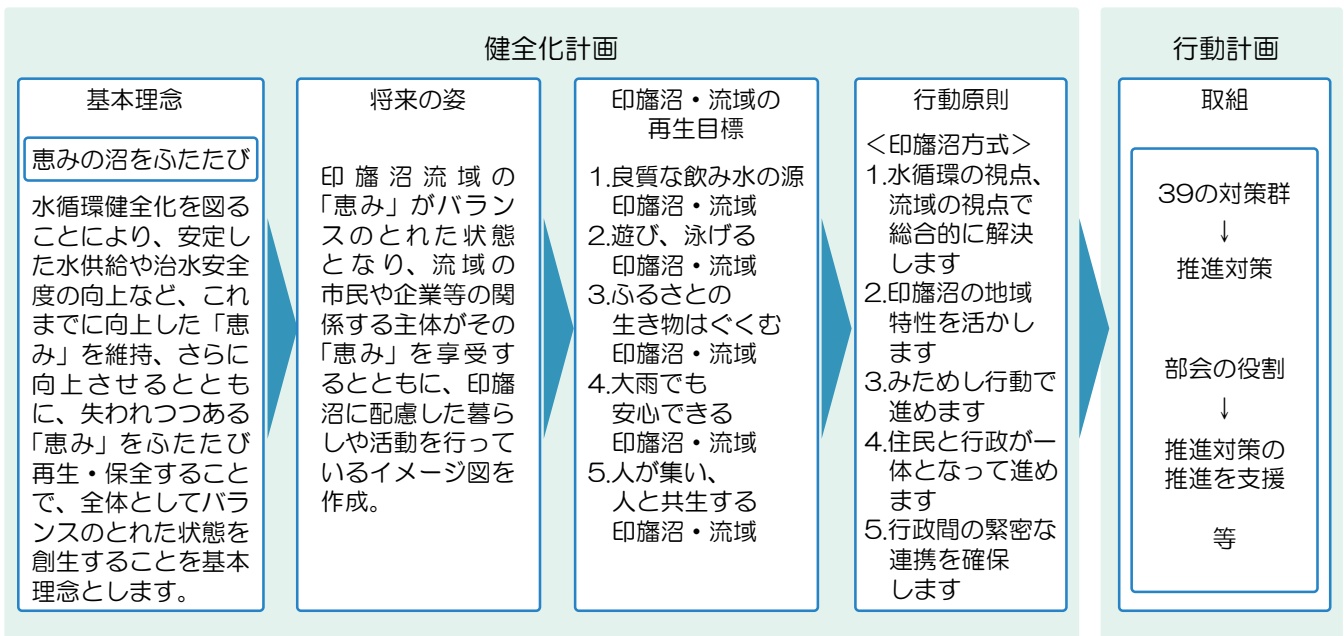 健全化計画
基本理念
恵みの沼をふたたび
水循環健全化を図る
ことにより、安定し
た水供給や治水安全
度の向上など、これ
までに向上した「恵
み」を維持、さらに
向上させるととも
に、失われつつある
「恵み」をふたたび
再生・保全すること
で、全体としてバラ
ンスのとれた状態を
創生することを基本
理念とします。
将来の姿
印旛沼流域の
「恵み」がバラン
スのとれた状態
となり、流域の
市民や企業等の関
係する主体がその
「恵み」を享受す
るとともに、印旛
沼に配慮した暮ら
しや活動を行って
いるイメージ図を
作成。
印旛沼・流域の
再生目標
1.良質な飲み水の源
印旛沼・流域
2.遊び、泳げる
印旛沼・流域
3.ふるさとの
生き物はぐくむ
印旛沼・流域
4.大雨でも
安心できる
印旛沼・流域
5.人が集い、
人と共生する
印旛沼・流域
行動原則
＜印旛沼方式＞
1.水循環の視点、
流域の視点で
総合的に解決
します
2.印旛沼の地域
特性を活かし
ます
3.みためし行動で
進めます
4.住民と行政が一
体となって進め
ます
5.行政間の緊密な
連携を確保
します
行動計画
取組
39の対策群
↓
推進対策
部会の役割
↓
推進対策の
推進を支援
等